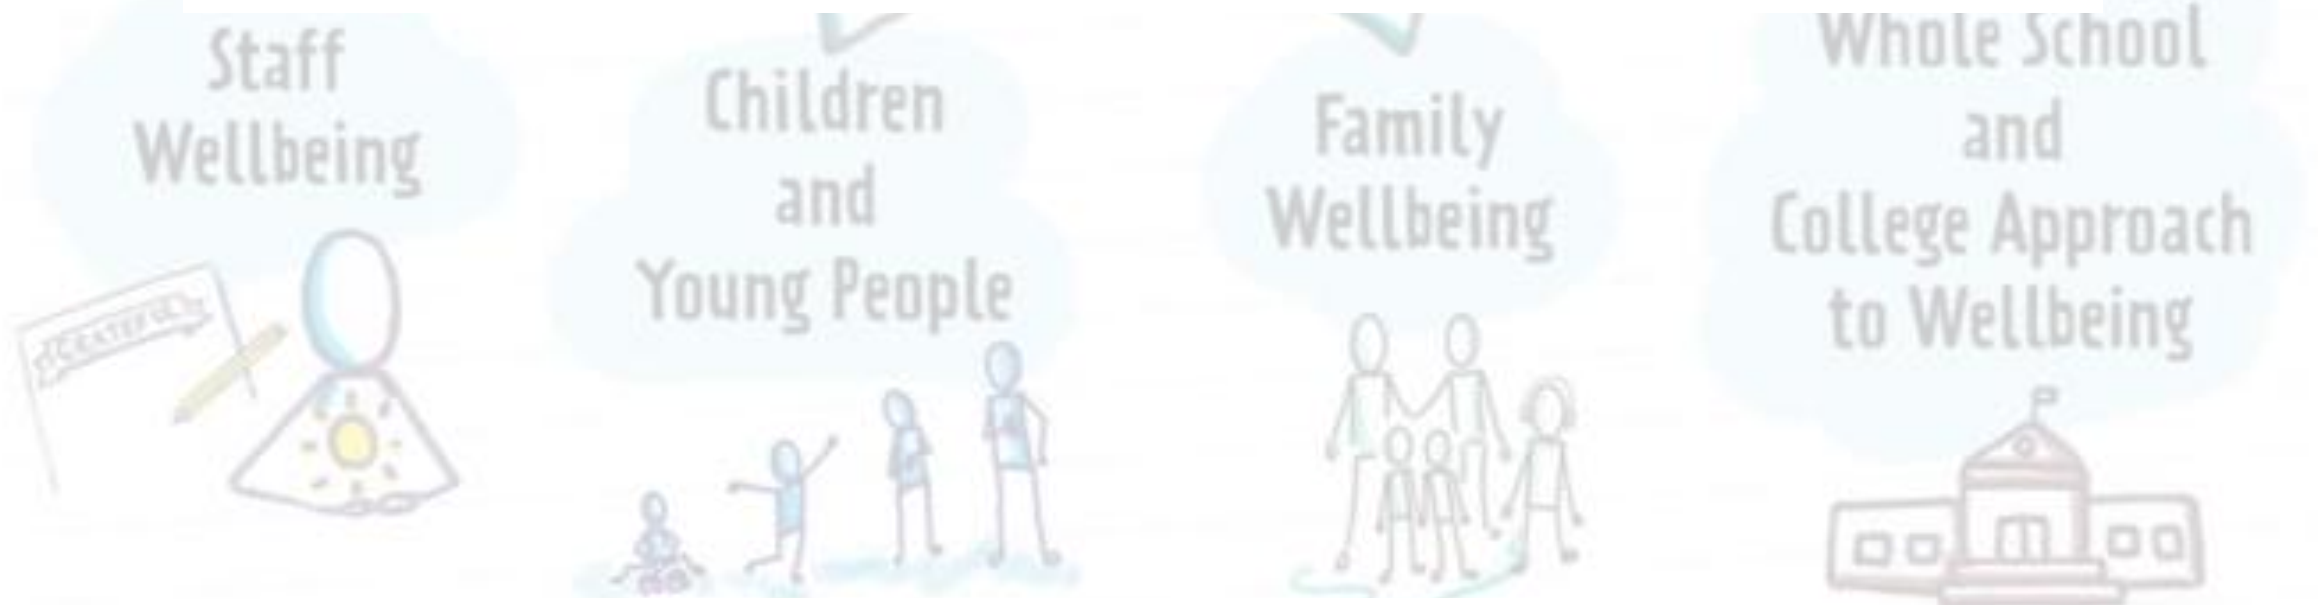 Staff
Wellbeing
GRATEFUL
Children
and
Young People
Family
Wellbeing
Whole School
and
College Approach
to Wellbeing